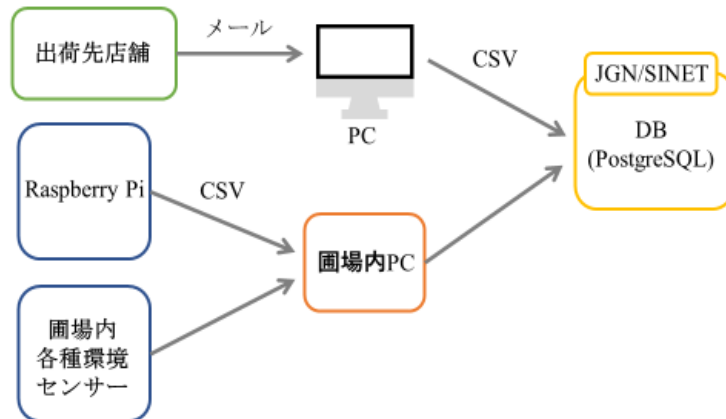 出荷先店舗
メール
PC
CSV
JGN/SINET
DB
(PostgreSQL)
Raspberry Pi
CSV
圃場内PC
圃場内
各種環境
センサー